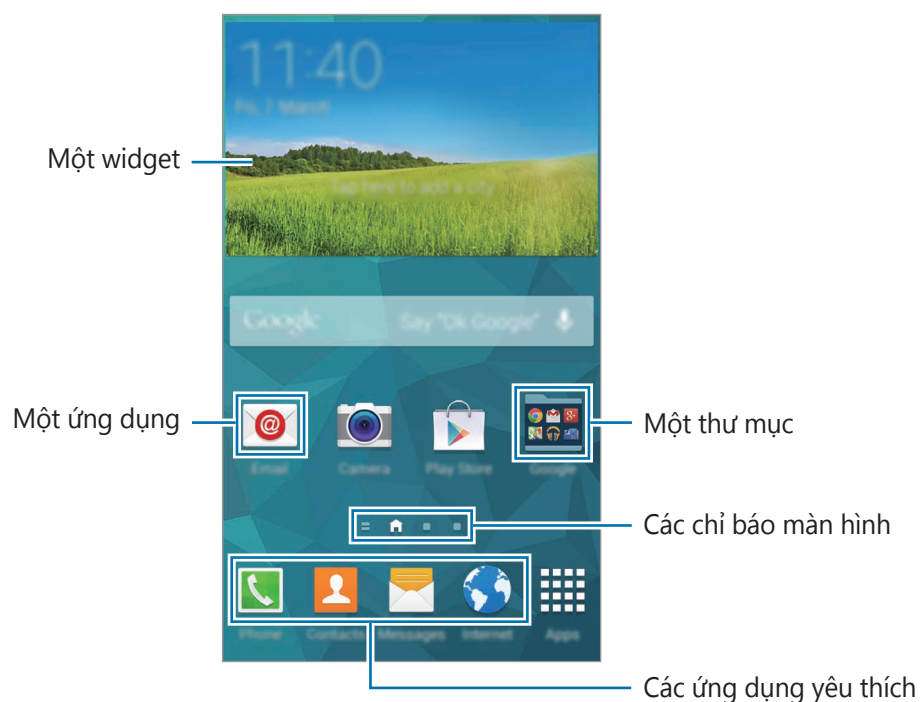 11:40
Fri, 7 March
Một widget
Tap here to add a city
Google Say "Ok Google"
Một ứng dụng
Một thư mục
Email Camera Play Store Google
Các chỉ báo màn hình
Phone Contacts Messages Internet Apps
Các ứng dụng yêu thích